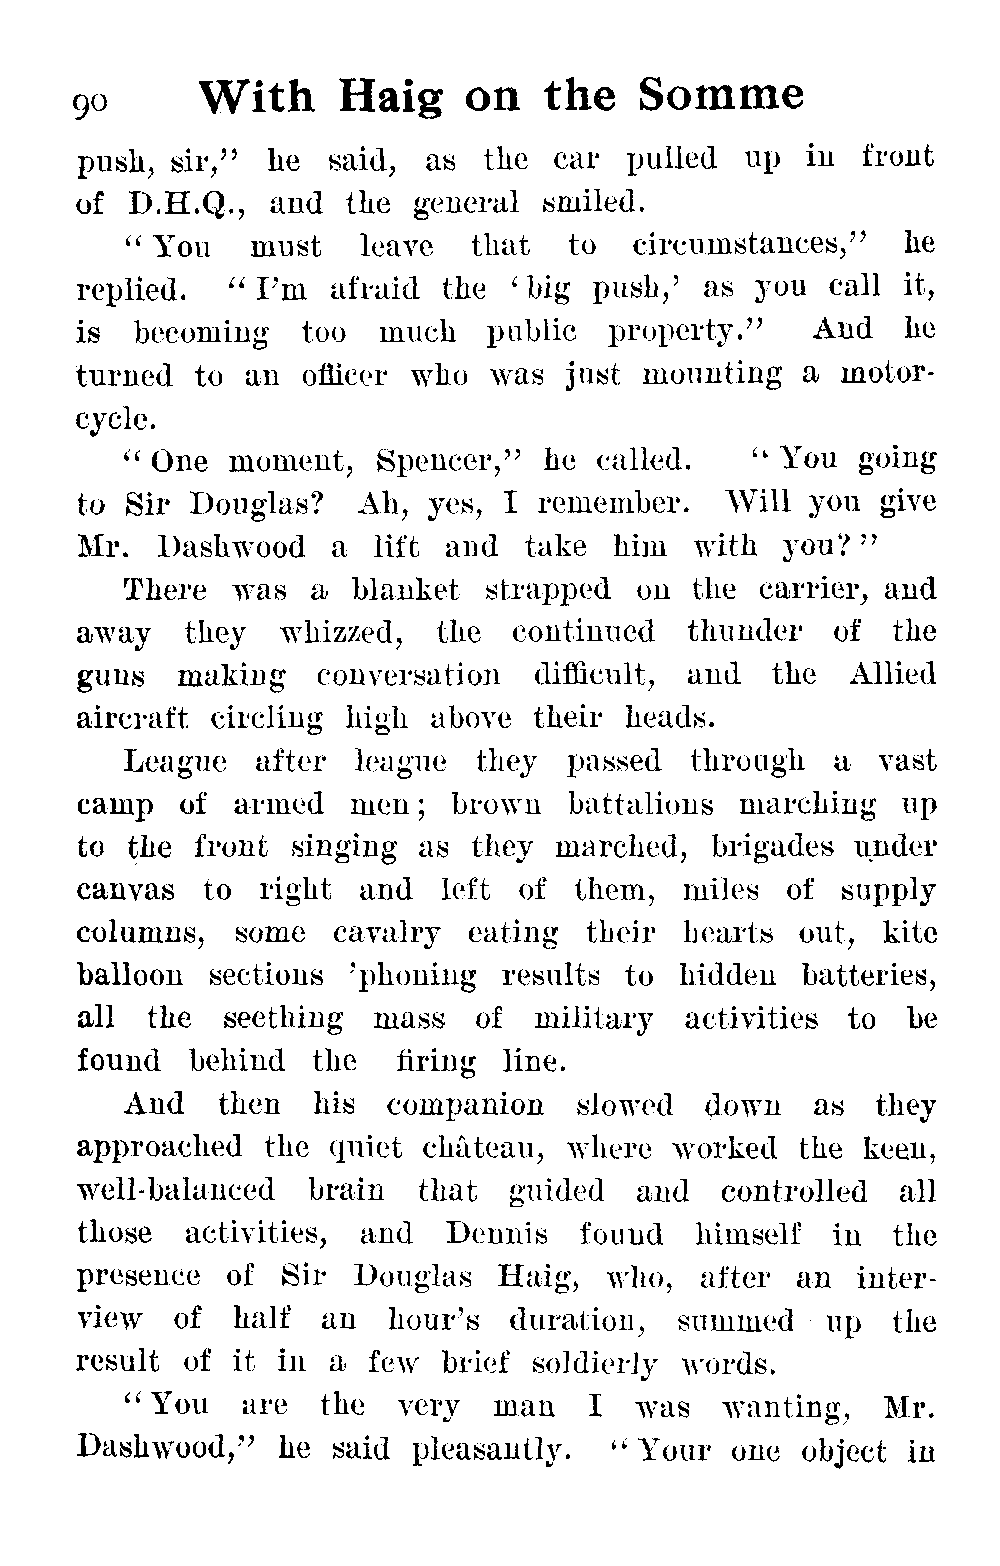 90 With Haig on the Somme
push, sir,” he said, as the car pulled up in front
of D.H.Q., and the general smiled.
“ You must leave that to circumstances,” he
replied. “ I’m afraid the ‘ big push,’ as you call it,
is becoming too much public property.” And he
turned to an officer who was just mounting a motor-
cycle.
“ One moment, Spencer,” he called. “ You going
to Sir Douglas? Ah, yes, I remember. Will you give
Mr. Dashwood a lift and take him with you? ”
There was a blanket strapped on the carrier, and
away they whizzed, the continued thunder of the
guns making conversation difficult, and the Allied
aircraft circling high above their heads.
League after league they passed through a vast
camp of armed men ; brown battalions marching up
to the front singing as they marched, brigades under
canvas to right and left of them, miles of supply
columns, some cavalry eating their hearts out, kite
balloon sections ’phoning results to hidden batteries,
all the seething mass of military activities to be
found behind the firing line.
And then his companion slowed down as they
approached the quiet château, where worked the keen,
well-balanced brain that guided and controlled all
those activities, and Dennis found himself in the
presence of Sir Douglas Haig, who, after an inter-
view of half an hour’s duration, summed up the
result of it in a few brief soldierly words.
“ You are the very man I was wanting, Mr.
Dashwood,” he said pleasantly. “ Your one object in